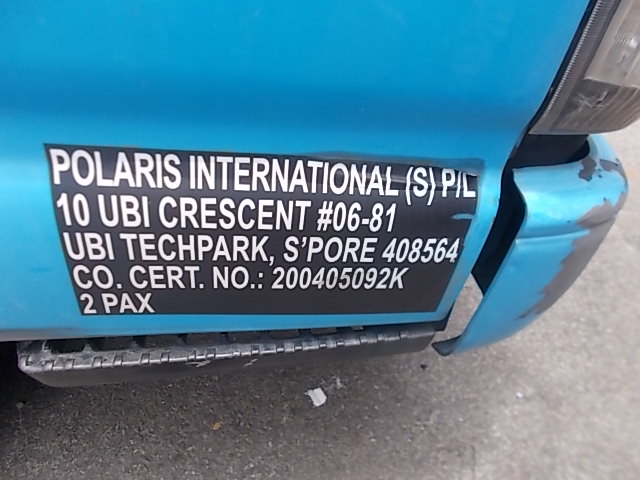 POLARIS INTERNATIONAL (S) P/L
10 UBI CRESCENT #06-81
UBI TECHPARK, S'PORE 408564
CO. CERT. NO.: 200405092K
2 PAX